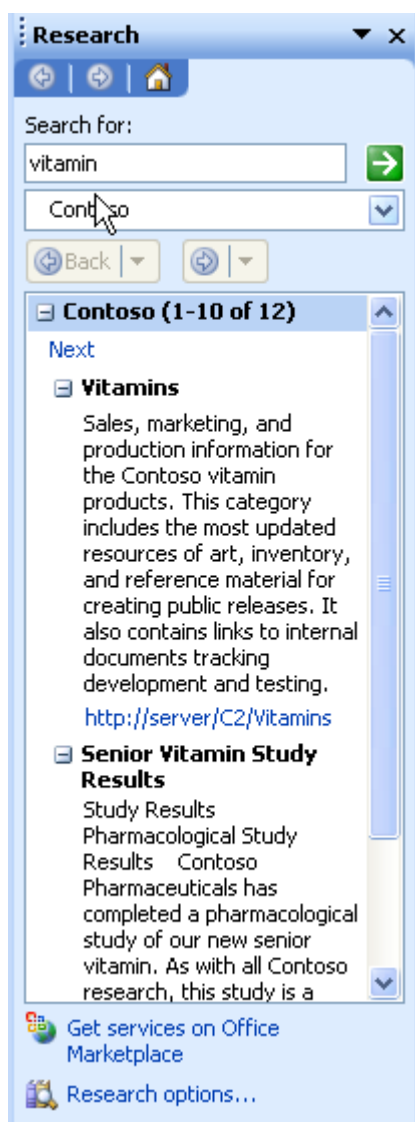 Research
Search for:
vitamin
Contoso
Back
Contoso (1-10 of 12)
Next
Vitamins
Sales, marketing, and
production information for
the Contoso vitamin
products. This category
includes the most updated
resources of art, inventory,
and reference material for
creating public releases. It
also contains links to internal
documents tracking
development and testing.
http://server/C2/Vitamins
Senior Vitamin Study
Results
Study Results
Pharmacological Study
Results Contoso
Pharmaceuticals has
completed a pharmacological
study of our new senior
vitamin. As with all Contoso
research, this study is a
Get services on Office
Marketplace
Research options...